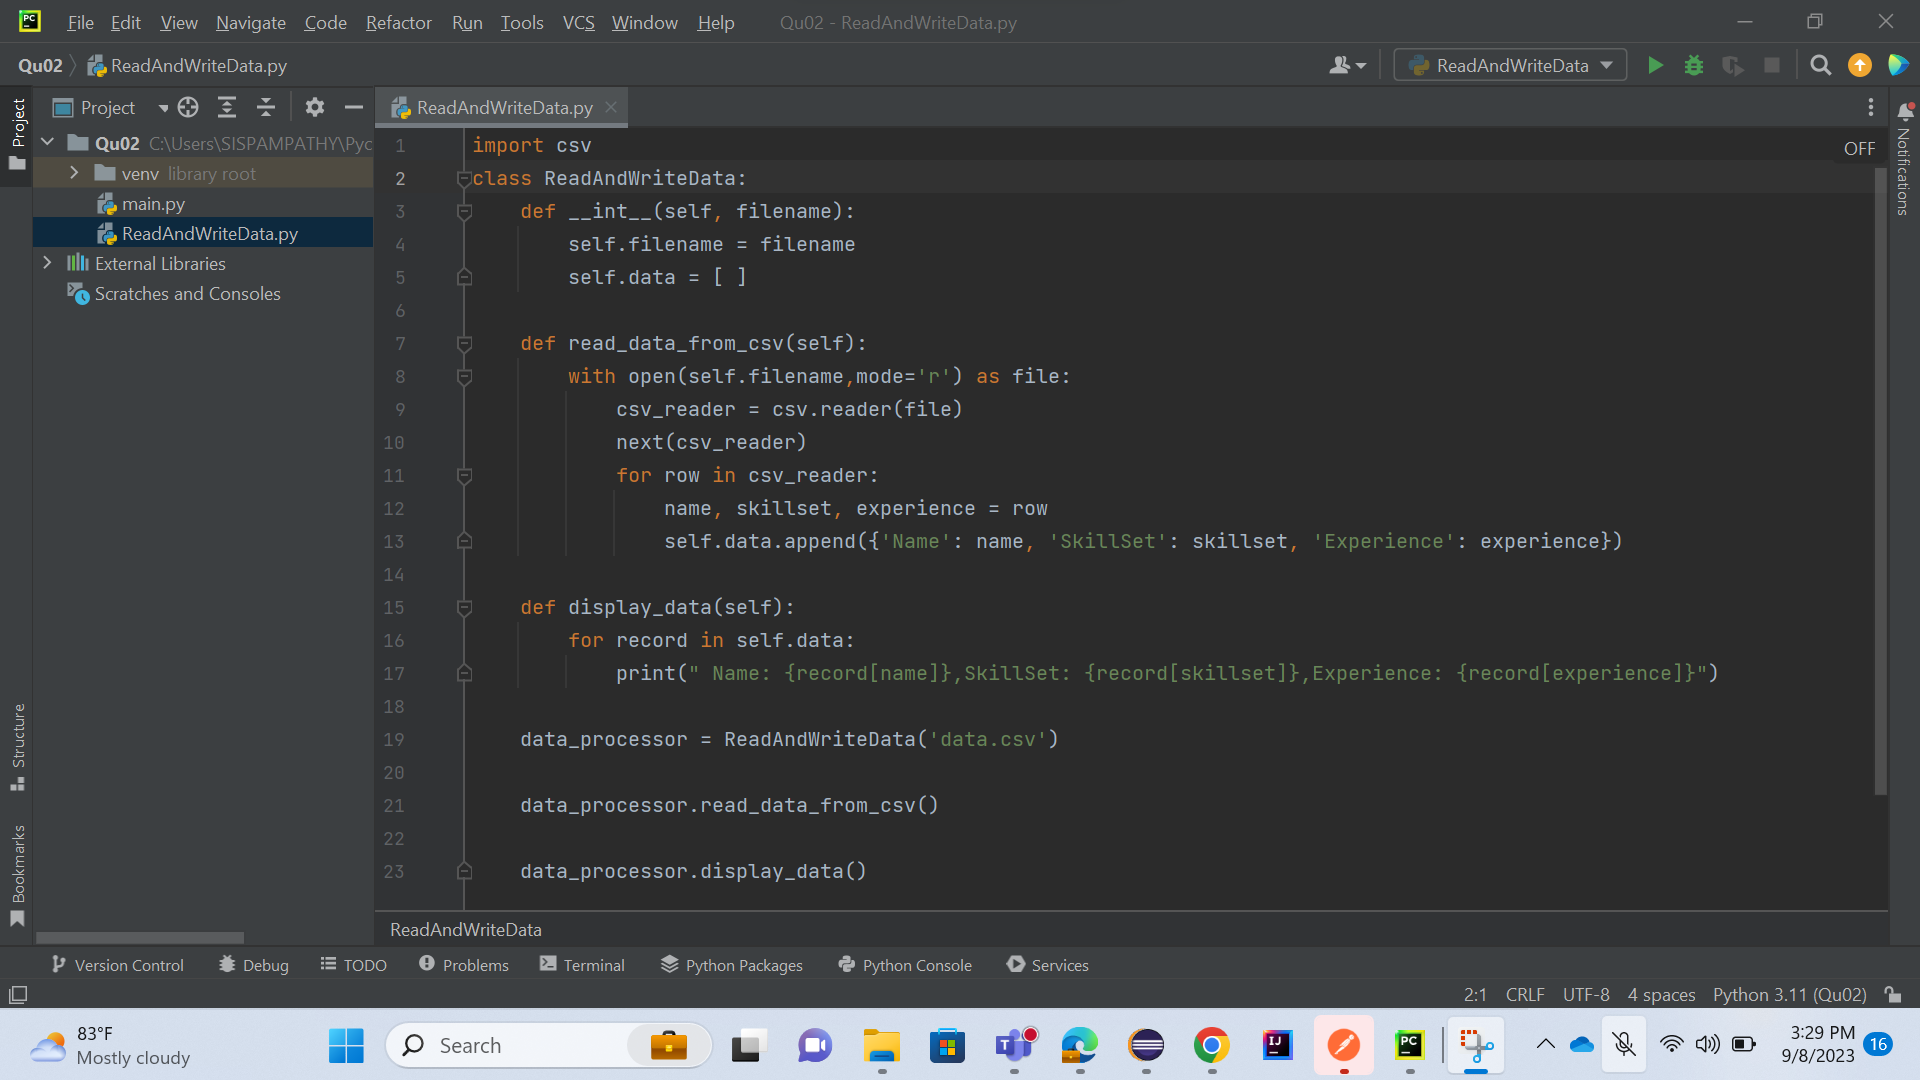 File Edit View Navigate Code Refactor Run Tools VCS Window Help Qu02 - ReadAndWriteData.py
Qu02 ReadAndWriteData.py ReadAndWriteData
Project
Project ReadAndWriteData.py
Qu02 C:\Users\SISPAMPATHY\Pyc
venv library root
main.py
ReadAndWriteData.py
External Libraries
Scratches and Consoles
Structure
Bookmarks
OFF
Notifications
1 import csv
2 class ReadAndWriteData:
3 def __int__(self, filename):
4 self.filename = filename
5 self.data = [ ]
6
7 def read_data_from_csv(self):
8 with open(self.filename,mode='r') as file:
9 csv_reader = csv.reader(file)
10 next(csv_reader)
11 for row in csv_reader:
12 name, skillset, experience = row
13 self.data.append({'Name': name, 'SkillSet': skillset, 'Experience': experience})
14
15 def display_data(self):
16 for record in self.data:
17 print(" Name: {record[name]},SkillSet: {record[skillset]},Experience: {record[experience]}")
18
19 data_processor = ReadAndWriteData('data.csv')
20
21 data_processor.read_data_from_csv()
22
23 data_processor.display_data()
ReadAndWriteData
Version Control Debug TODO Problems Terminal Python Packages Python Console Services
2:1 CRLF UTF-8 4 spaces Python 3.11 (Qu02)
83°F
Mostly cloudy
Search
3:29 PM
9/8/2023
16